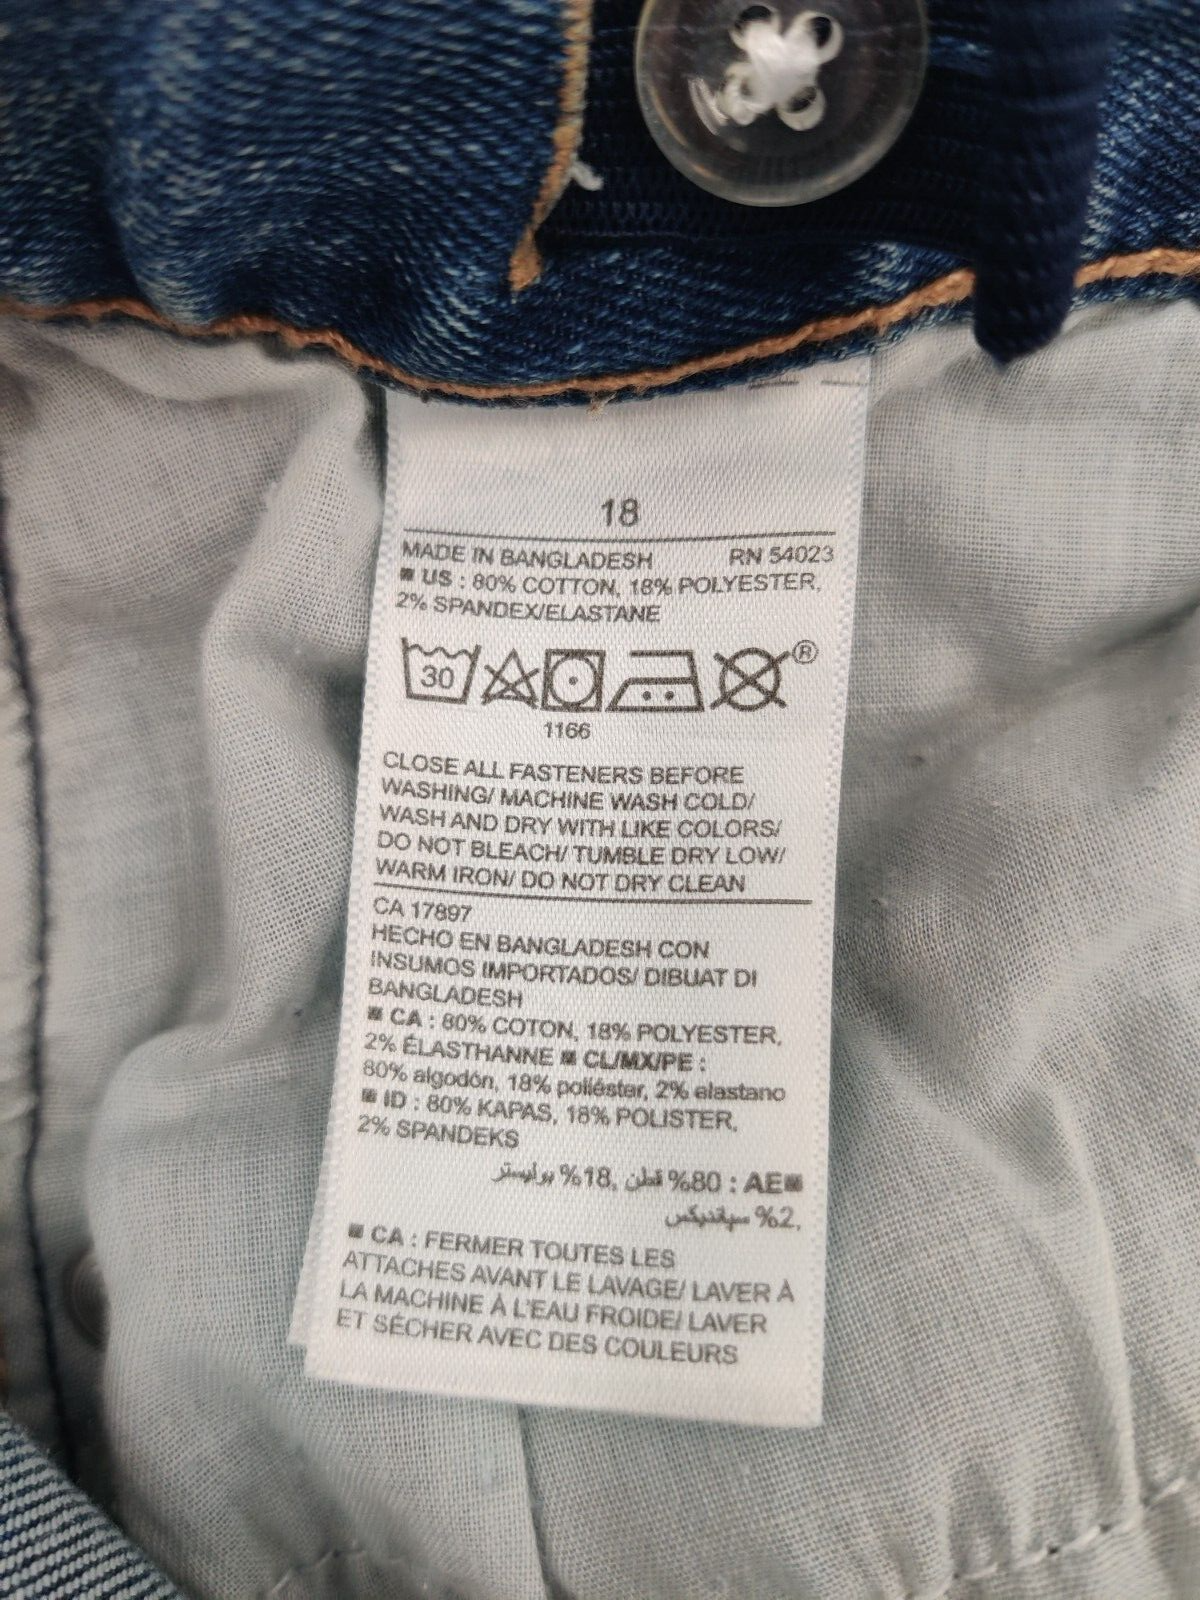 18
MADE IN BANGLADESH RN 54023
US : 80% COTTON, 18% POLYESTER,
2% SPANDEX/ELASTANE
30
®
1166
CLOSE ALL FASTENERS BEFORE
WASHING/ MACHINE WASH COLD/
WASH AND DRY WITH LIKE COLORS/
DO NOT BLEACH/ TUMBLE DRY LOW/
WARM IRON/ DO NOT DRY CLEAN
CA 17897
HECHO EN BANGLADESH CON
INSUMOS IMPORTADOS/ DIBUAT DI
BANGLADESH
CA : 80% COTON, 18% POLYESTER,
2% ÉLASTHANNE ■ CL/MX/PE :
80% algodón, 18% poliéster, 2% elastano
ID : 80% KAPAS, 18% POLISTER,
2% SPANDEKS
AE : 80% قطن, 18% بوليستر
2% سبانديكس,
CA : FERMER TOUTES LES
ATTACHES AVANT LE LAVAGE/ LAVER À
LA MACHINE À L'EAU FROIDE/ LAVER
ET SÉCHER AVEC DES COULEURS